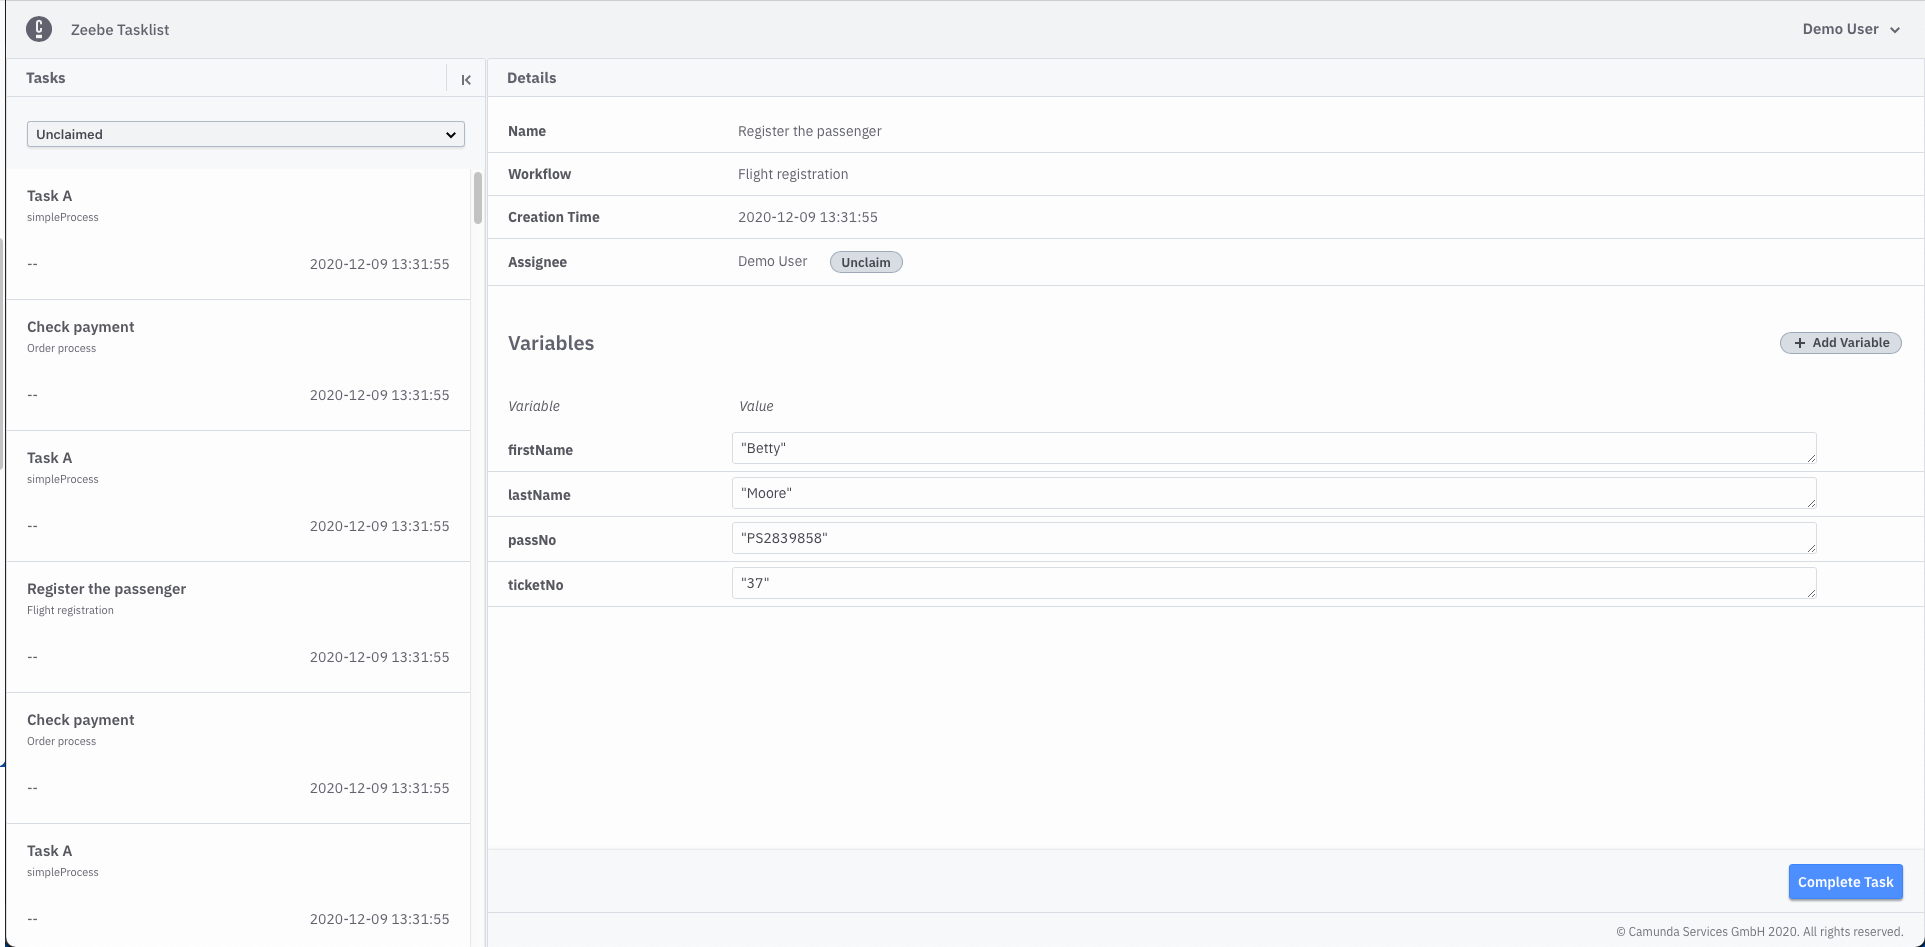 Zeebe Tasklist
Demo User
Tasks
Unclaimed
Task A
simpleProcess
-- 2020-12-09 13:31:55
Check payment
Order process
-- 2020-12-09 13:31:55
Task A
simpleProcess
-- 2020-12-09 13:31:55
Register the passenger
Flight registration
-- 2020-12-09 13:31:55
Check payment
Order process
-- 2020-12-09 13:31:55
Task A
simpleProcess
-- 2020-12-09 13:31:55
Details
Name Register the passenger
Workflow Flight registration
Creation Time 2020-12-09 13:31:55
Assignee Demo User Unclaim
Variables + Add Variable
Variable Value
firstName "Betty"
lastName "Moore"
passNo "PS2839858"
ticketNo "37"
Complete Task
© Camunda Services GmbH 2020. All rights reserved.